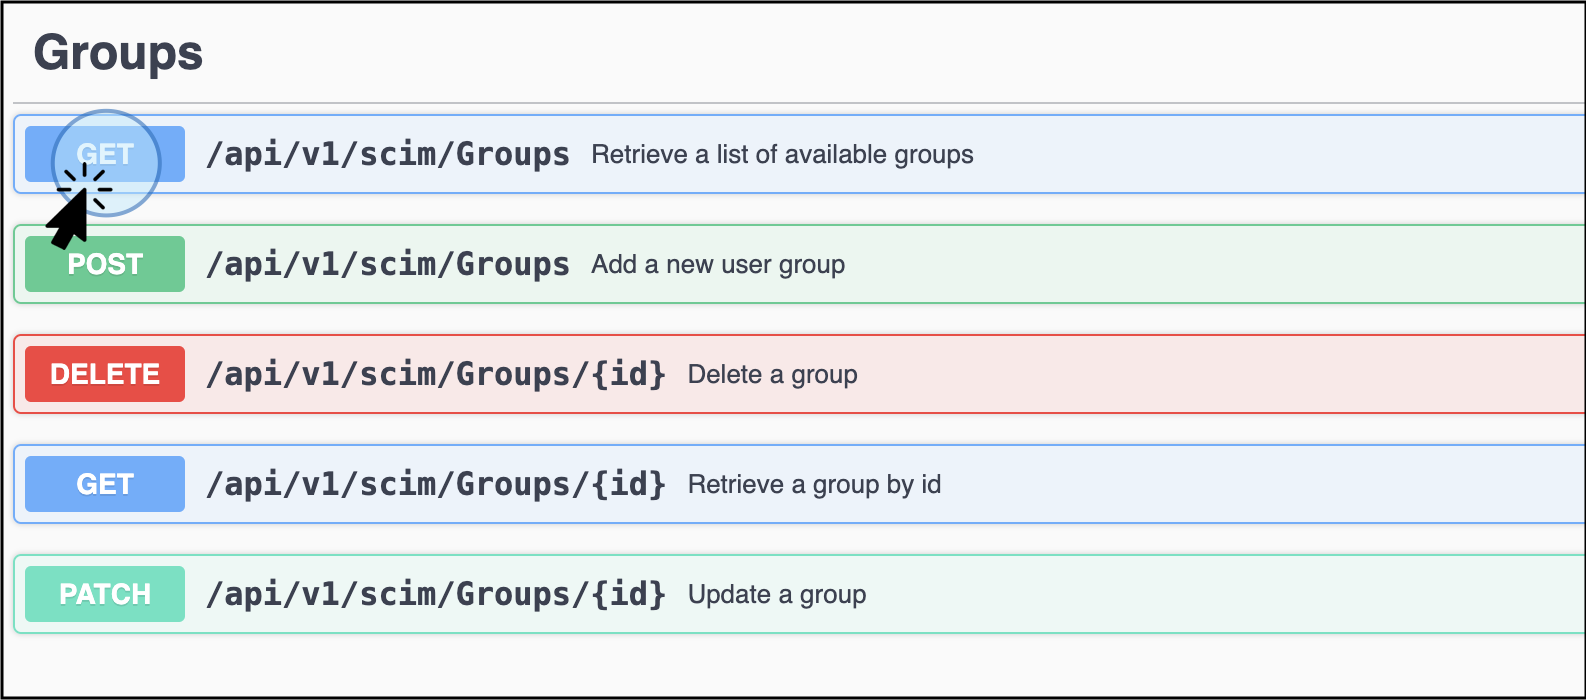 Groups
GET /api/v1/scim/Groups Retrieve a list of available groups
POST /api/v1/scim/Groups Add a new user group
DELETE /api/v1/scim/Groups/{id} Delete a group
GET /api/v1/scim/Groups/{id} Retrieve a group by id
PATCH /api/v1/scim/Groups/{id} Update a group